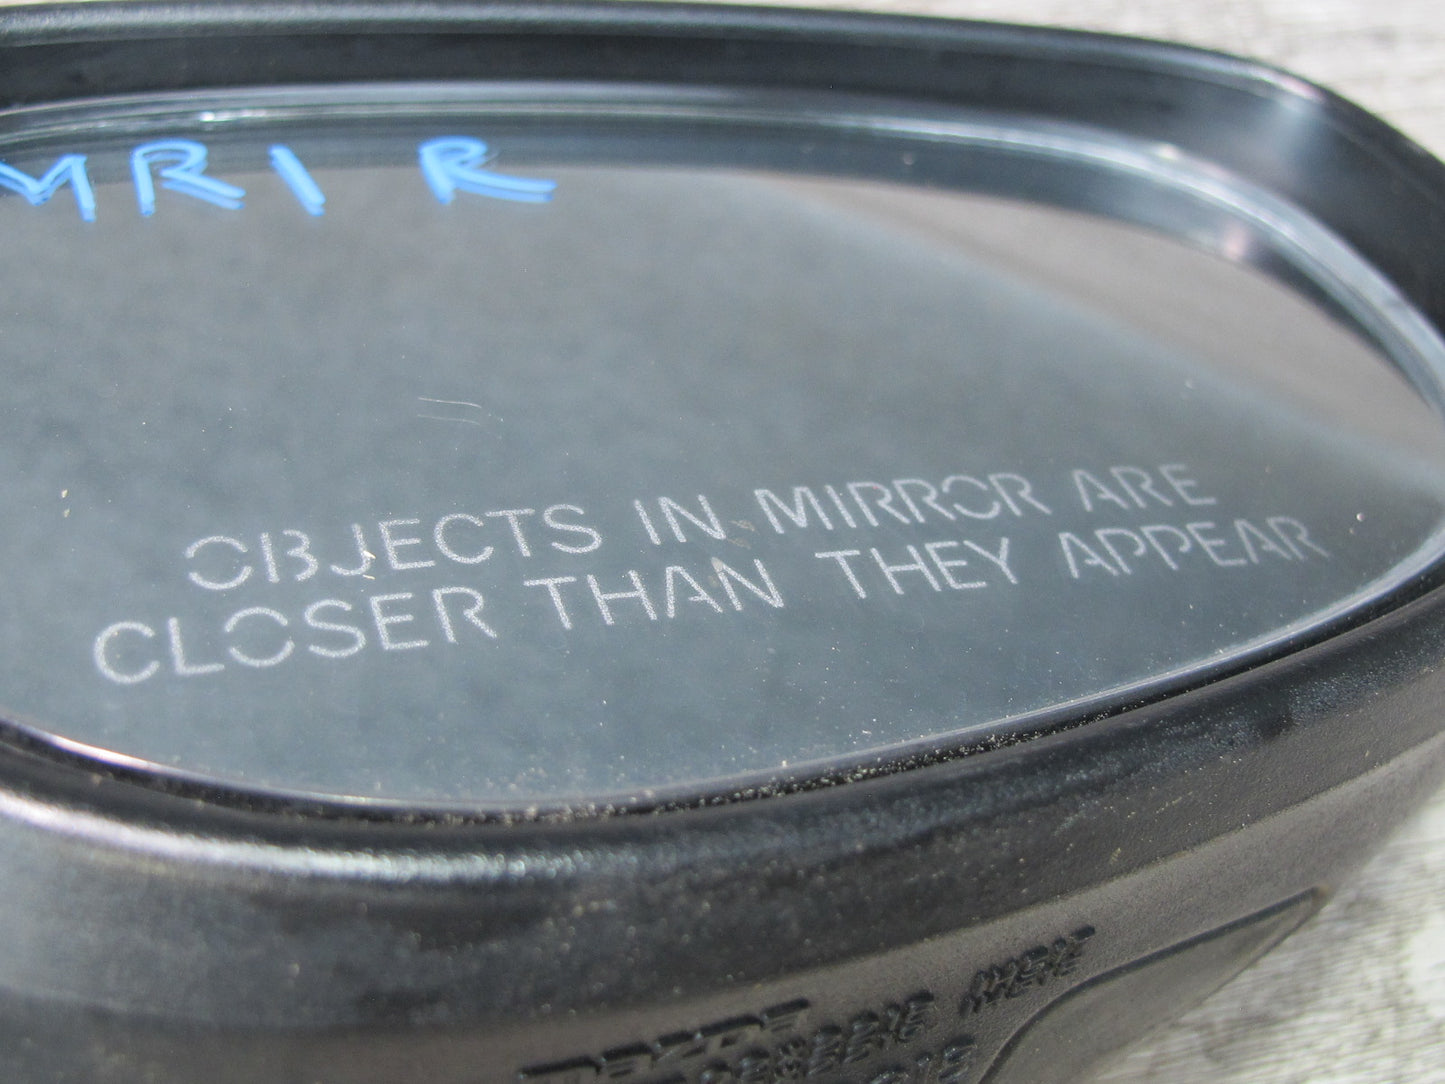 MRI R
OBJECTS IN MIRROR ARE
CLOSER THAN THEY APPEAR